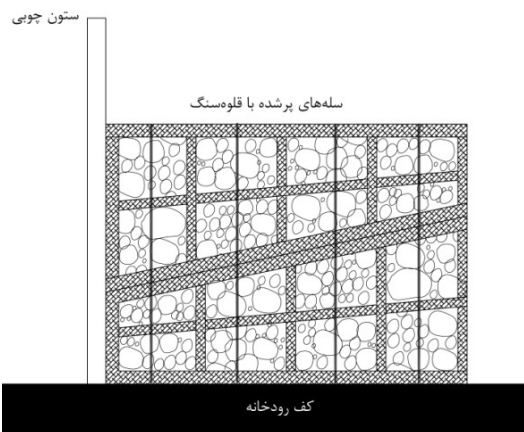 ستون چوبی
سله‌های پرشده با قلوه‌سنگ
کف رودخانه